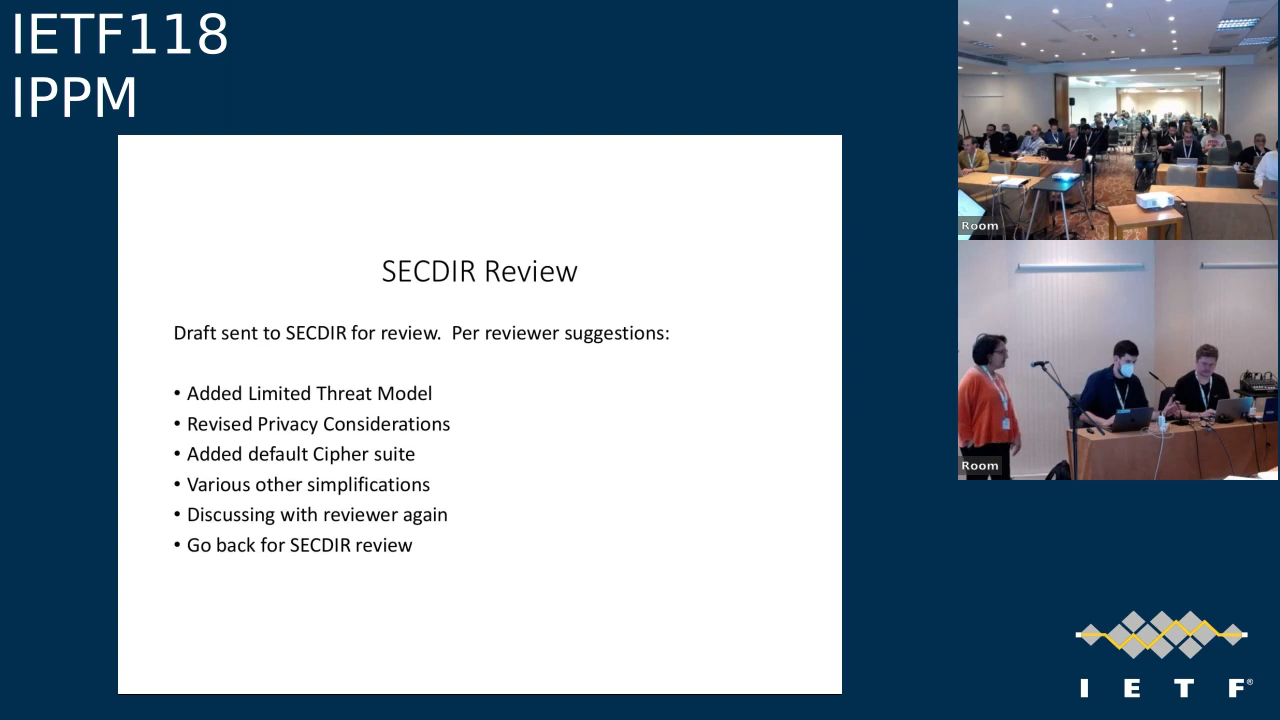 IETF118
IPPM
SECDIR Review
Draft sent to SECDIR for review.  Per reviewer suggestions:
• Added Limited Threat Model
• Revised Privacy Considerations
• Added default Cipher suite
• Various other simplifications
• Discussing with reviewer again
• Go back for SECDIR review
Room
Room
I E T F®